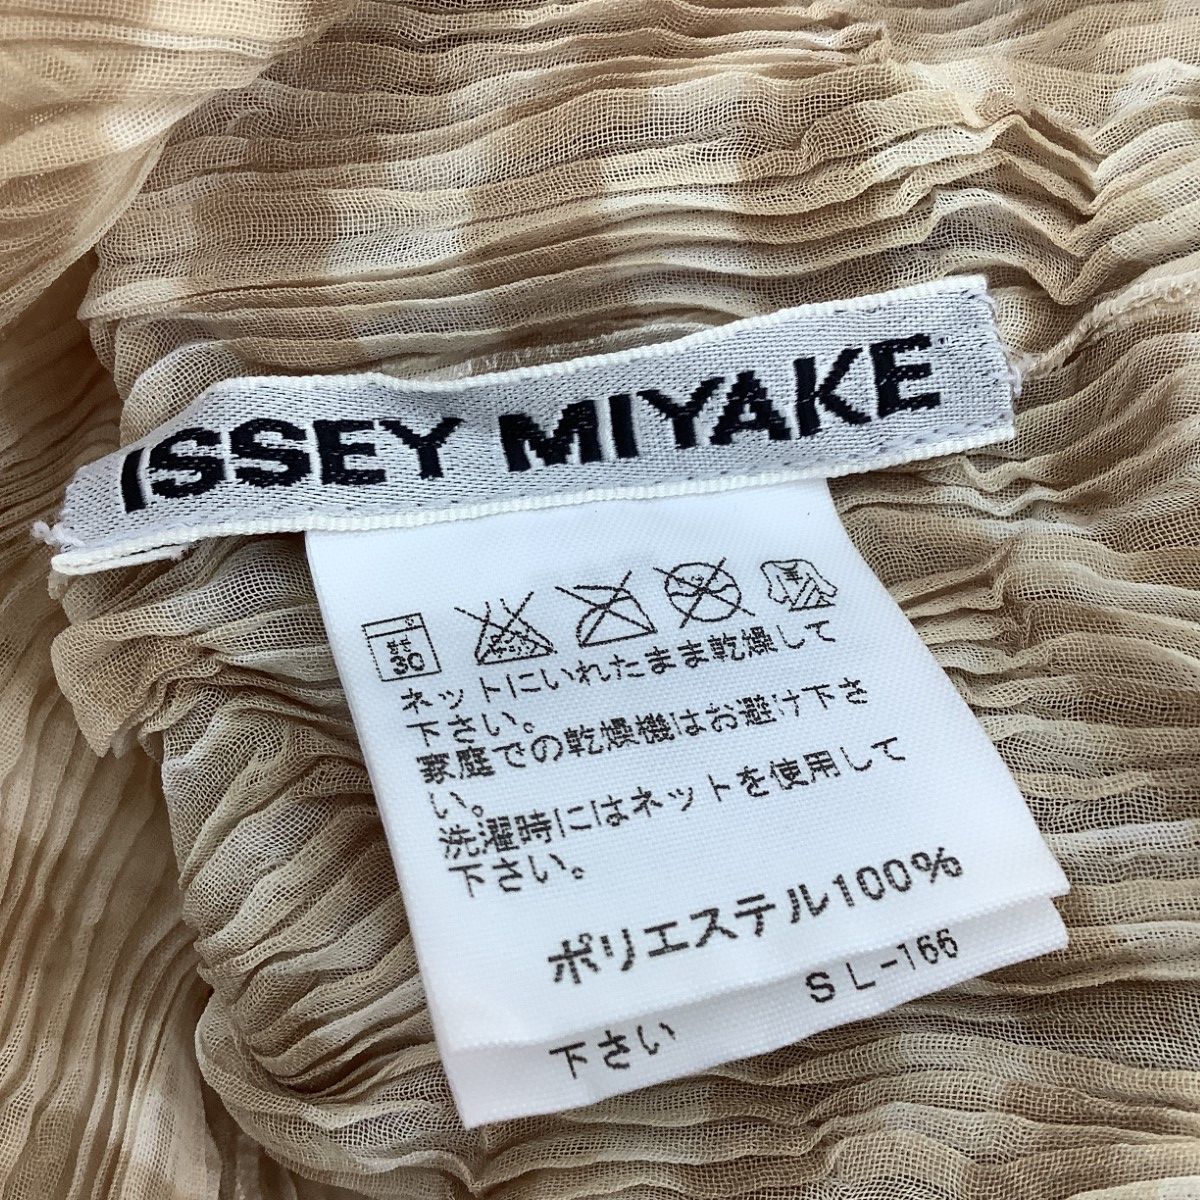 ISSEY MIYAKE
30
ネットにいれたまま乾燥して
下さい。
家庭での乾燥機はお避け下さ
い。
洗濯時にはネットを使用して
下さい。
ポリエステル100%
SL-166
下さい